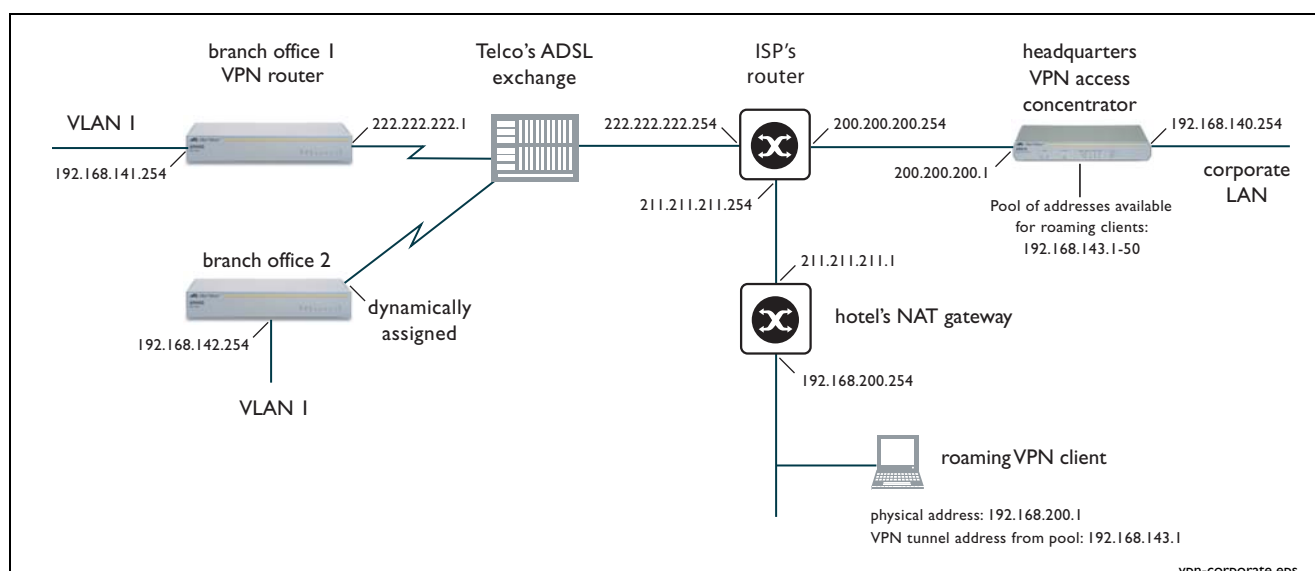 branch office 1
VPN router
Telco's ADSL
exchange
ISP's
router
headquarters
VPN access
concentrator
VLAN 1
222.222.222.1
222.222.222.254
200.200.200.254
192.168.140.254
192.168.141.254
200.200.200.1
corporate
LAN
211.211.211.254
Pool of addresses available
for roaming clients:
192.168.143.1-50
branch office 2
211.211.211.1
dynamically
assigned
hotel's NAT gateway
192.168.142.254
192.168.200.254
VLAN 1
roaming VPN client
physical address: 192.168.200.1
VPN tunnel address from pool: 192.168.143.1
vpn-corporate.eps